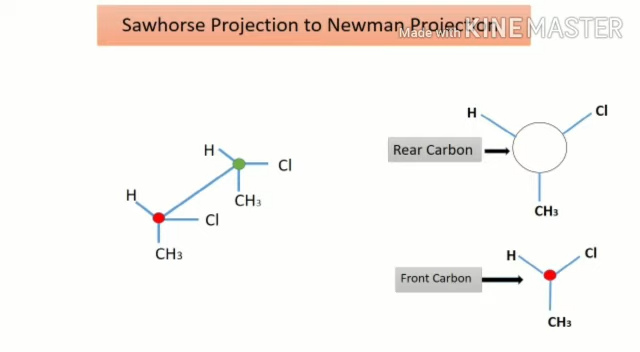 Sawhorse Projection to Newman Projection
Made with KINEMASTER
H
Cl
CH₃
H
Cl
CH₃
H
Cl
Rear Carbon
CH₃
H
Cl
Front Carbon
CH₃